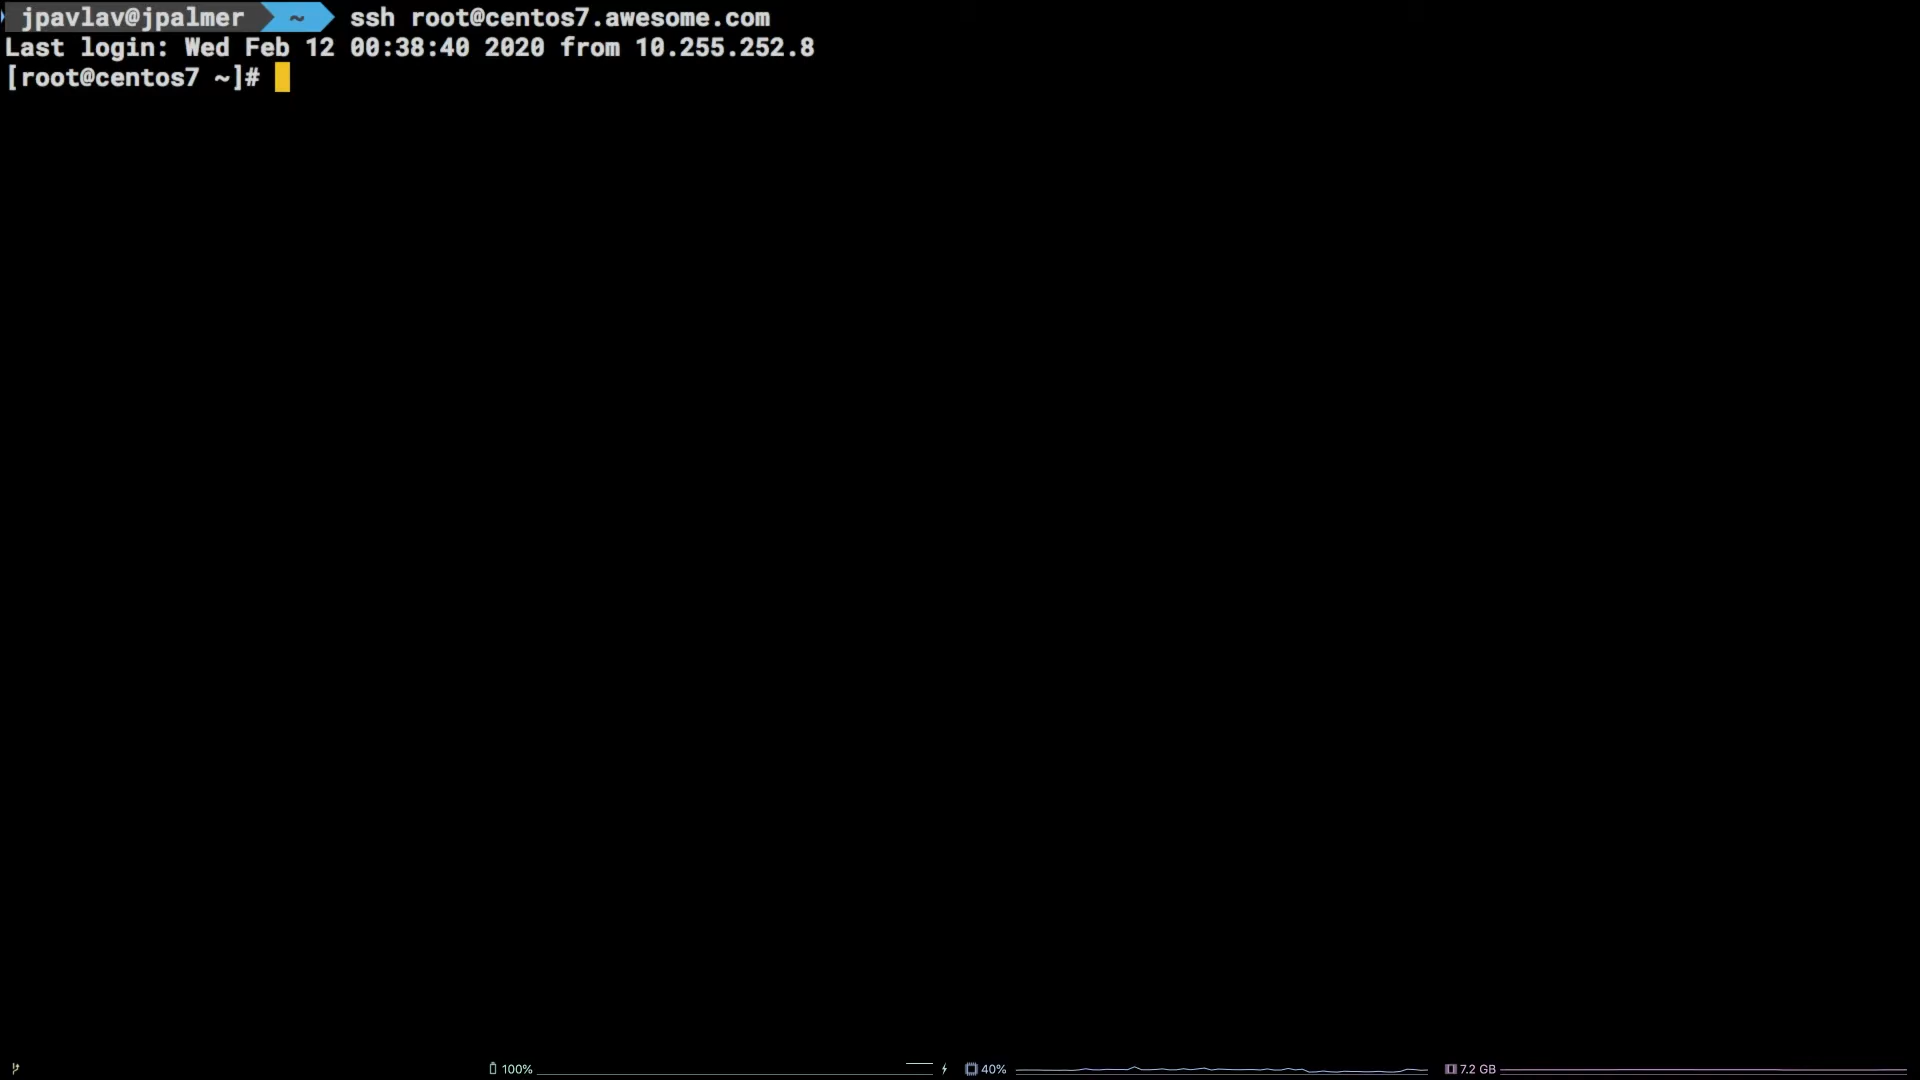 jpavlav@jpalmer ~ ssh root@centos7.awesome.com
Last login: Wed Feb 12 00:38:40 2020 from 10.255.252.8
[root@centos7 ~]#
100% 40% 7.2 GB